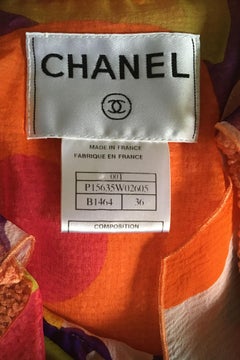 CHANEL
MADE IN FRANCE
FABRIQUE EN FRANCE
001
P15635W02605
B1464 36
COMPOSITION